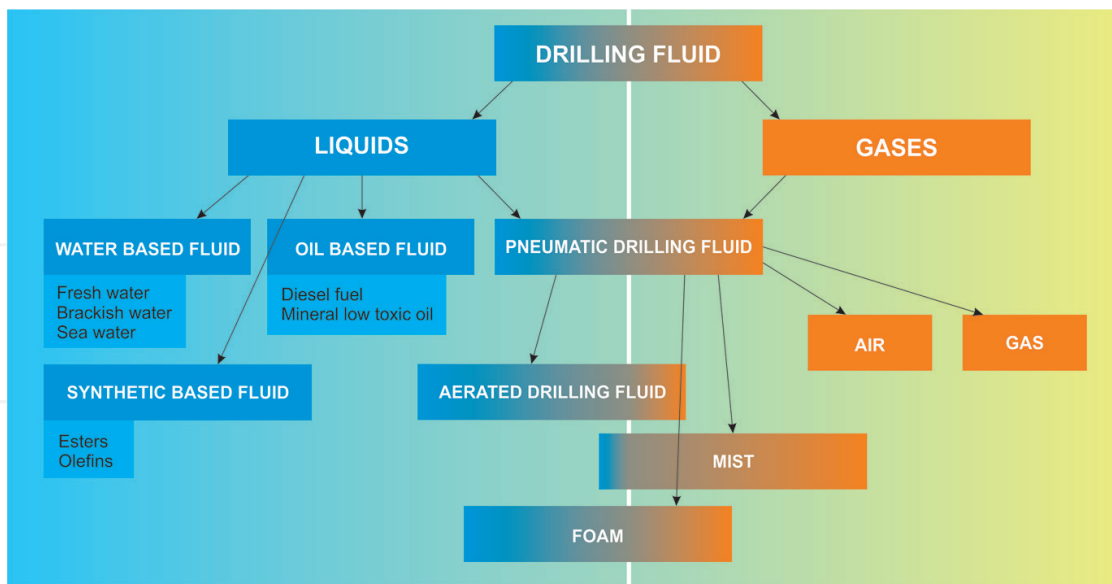 DRILLING FLUID
LIQUIDS
GASES
WATER BASED FLUID
OIL BASED FLUID
PNEUMATIC DRILLING FLUID
Fresh water
Brackish water
Sea water
Diesel fuel
Mineral low toxic oil
AIR
GAS
SYNTHETIC BASED FLUID
AERATED DRILLING FLUID
Esters
Olefins
MIST
FOAM